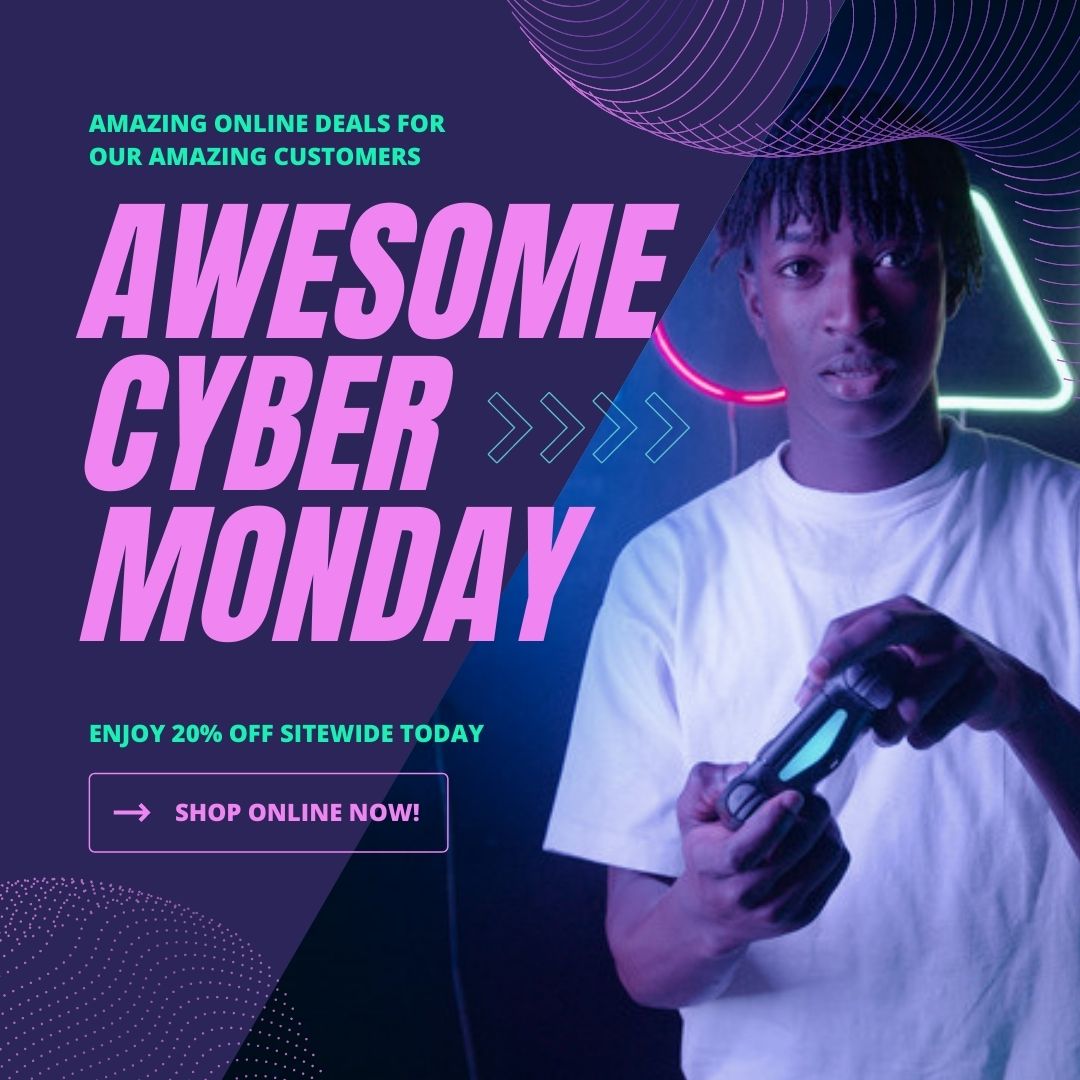 AMAZING ONLINE DEALS FOR
OUR AMAZING CUSTOMERS
AWESOME
CYBER
MONDAY
ENJOY 20% OFF SITEWIDE TODAY
SHOP ONLINE NOW!